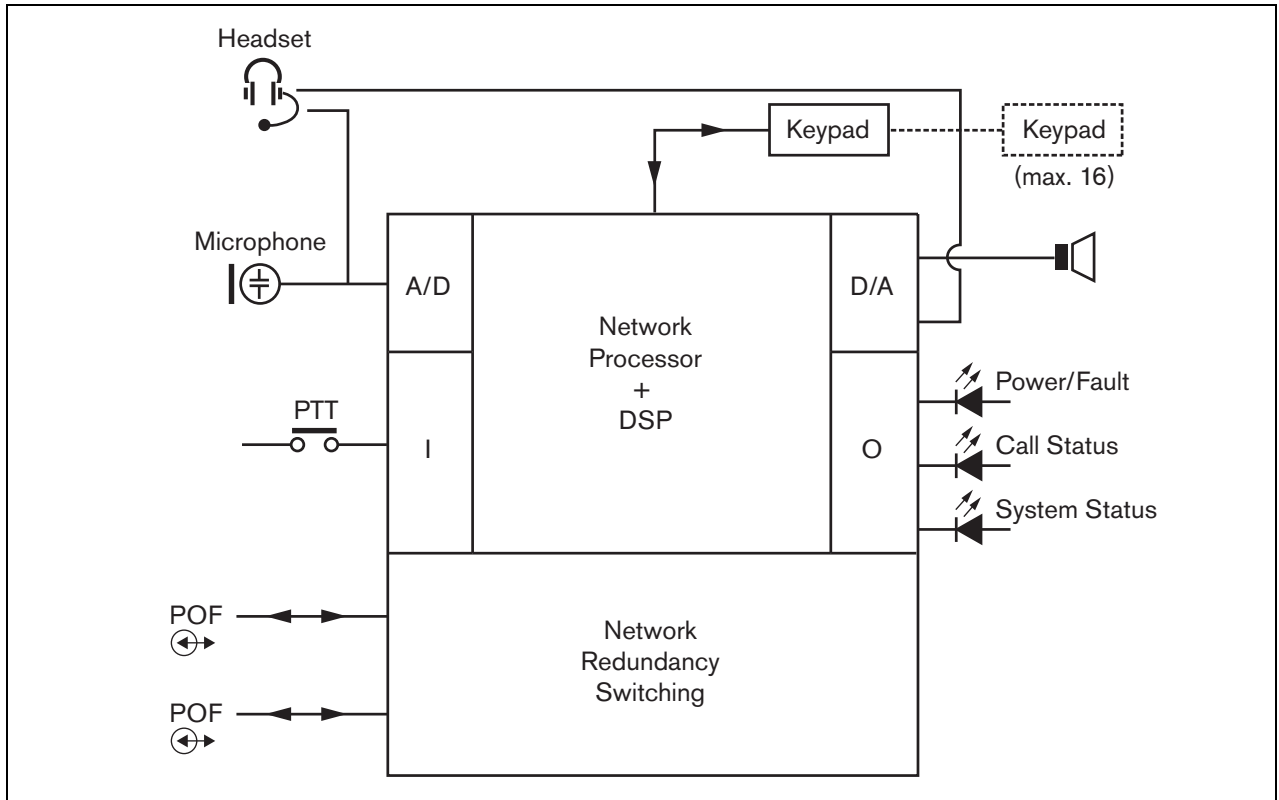 Headset
Keypad
Keypad
(max. 16)
Microphone
A/D
D/A
Network
Processor
+
DSP
Power/Fault
PTT
I
O
Call Status
System Status
POF
Network
Redundancy
Switching
POF